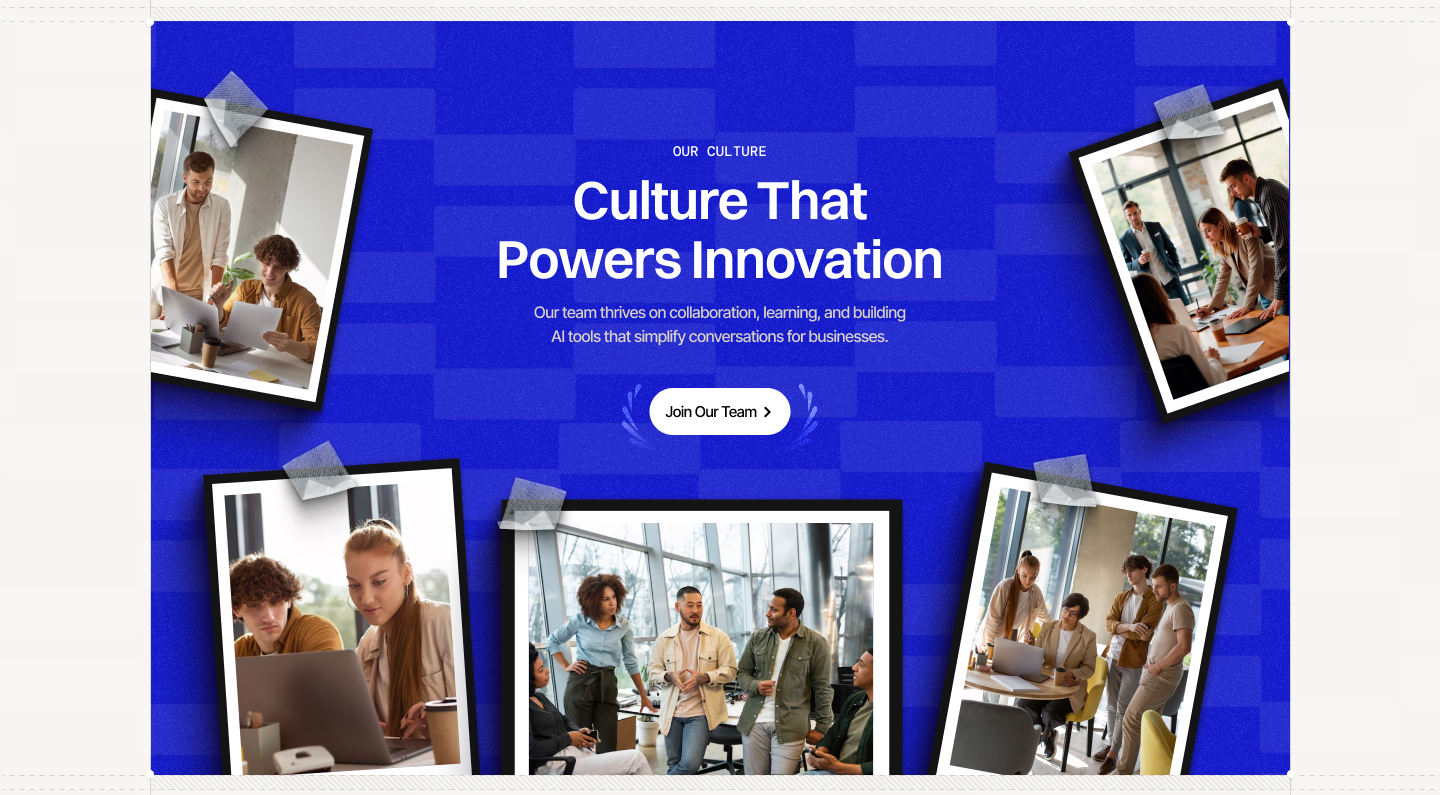 OUR CULTURE
Culture That
Powers Innovation
Our team thrives on collaboration, learning, and building
AI tools that simplify conversations for businesses.
Join Our Team